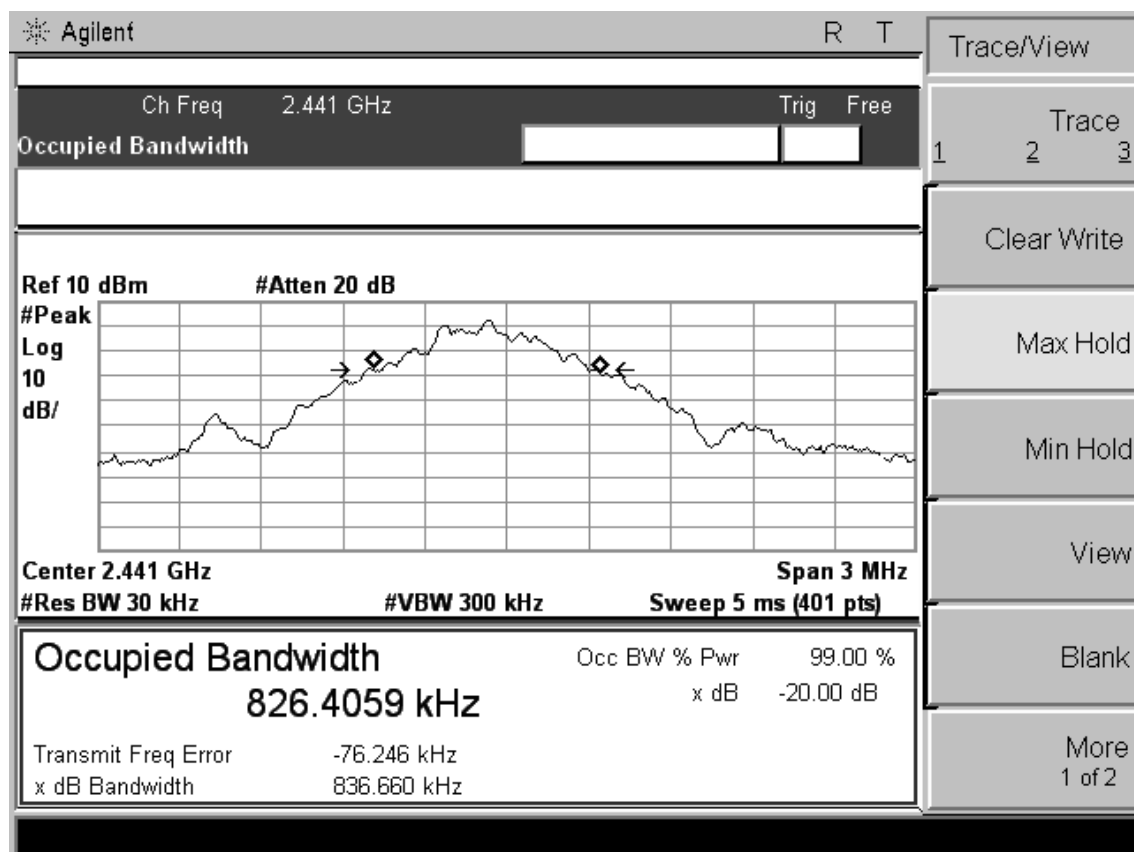 Agilent R T
Trace/View
Ch Freq 2.441 GHz Trig Free
Occupied Bandwidth
Trace
1 2 3
Clear Write
Ref 10 dBm #Atten 20 dB
#Peak
Log
10
dB/
Max Hold
Min Hold
View
Center 2.441 GHz Span 3 MHz
#Res BW 30 kHz #VBW 300 kHz Sweep 5 ms (401 pts)
Occupied Bandwidth
826.4059 kHz
Occ BW % Pwr 99.00 %
x dB -20.00 dB
Transmit Freq Error -76.246 kHz
x dB Bandwidth 836.660 kHz
Blank
More
1 of 2